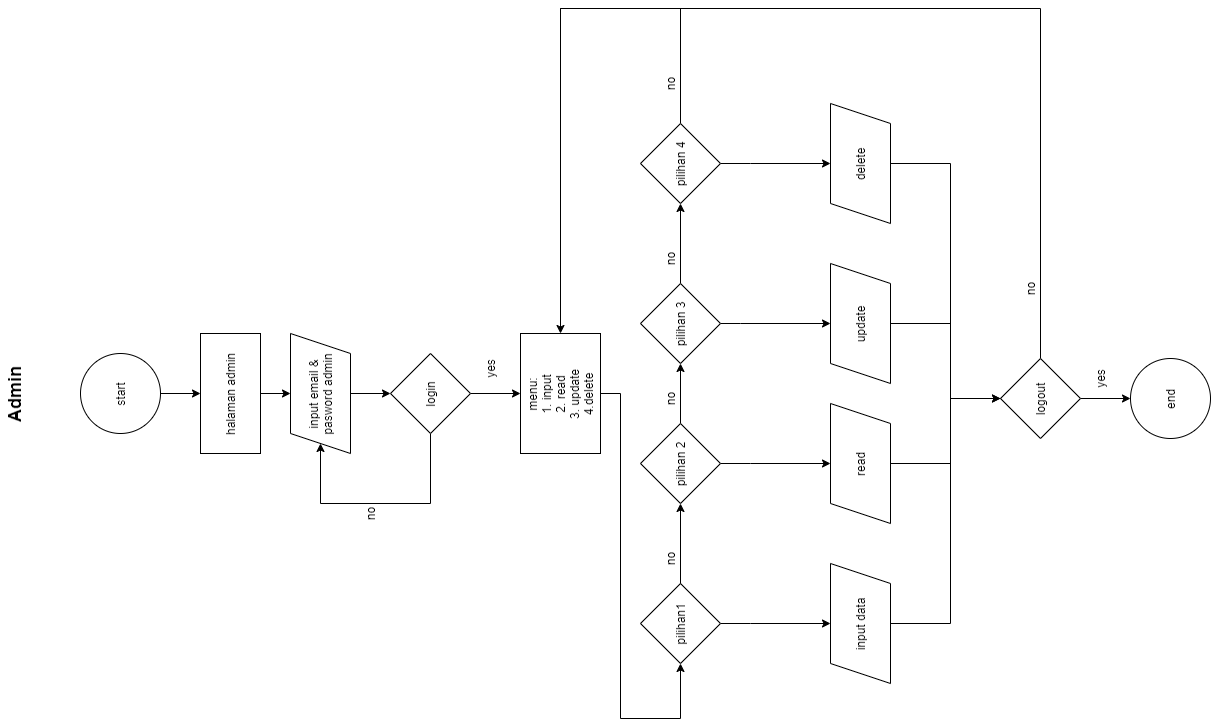 Admin
start
halaman admin
input email &
pasword admin
login
no
yes
menu:
1. input
2. read
3. update
4.delete
pilihan1
no
pilihan 2
no
pilihan 3
no
pilihan 4
no
input data
read
update
delete
logout
no
yes
end